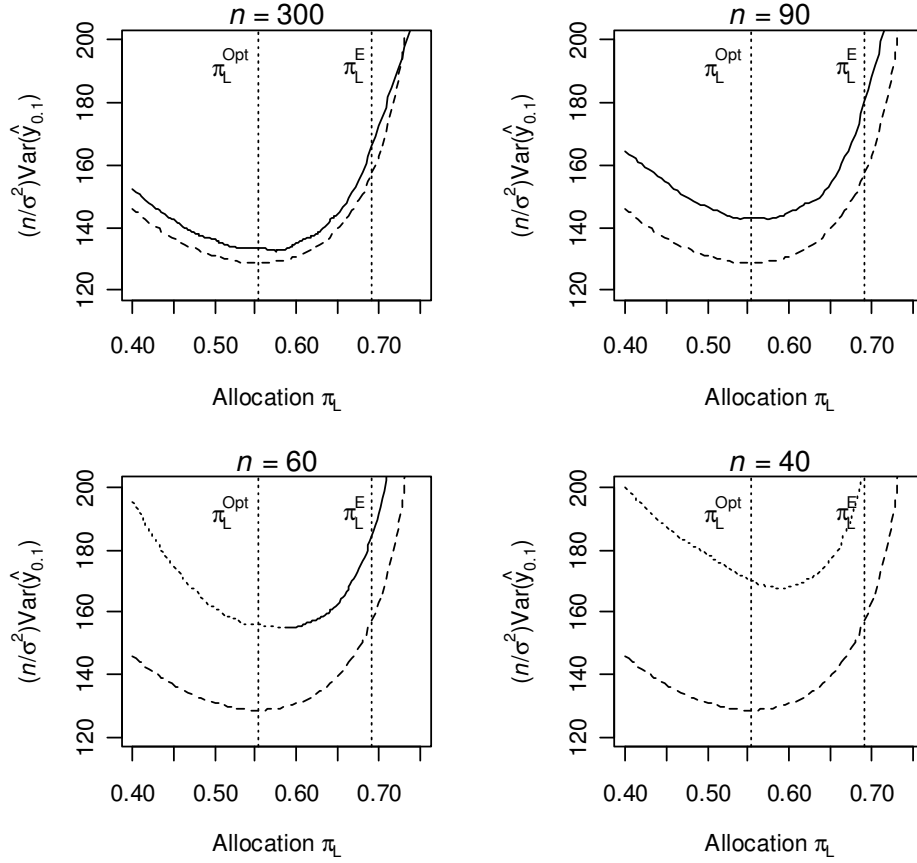 n = 300
(n/σ²)Var(ŷ₀.₁)
200
180
160
140
120
π_L^Opt
π_L^E
0.40 0.50 0.60 0.70
Allocation π_L
n = 90
(n/σ²)Var(ŷ₀.₁)
200
180
160
140
120
π_L^Opt
π_L^E
0.40 0.50 0.60 0.70
Allocation π_L
n = 60
(n/σ²)Var(ŷ₀.₁)
200
180
160
140
120
π_L^Opt
π_L^E
0.40 0.50 0.60 0.70
Allocation π_L
n = 40
(n/σ²)Var(ŷ₀.₁)
200
180
160
140
120
π_L^Opt
π_L^E
0.40 0.50 0.60 0.70
Allocation π_L